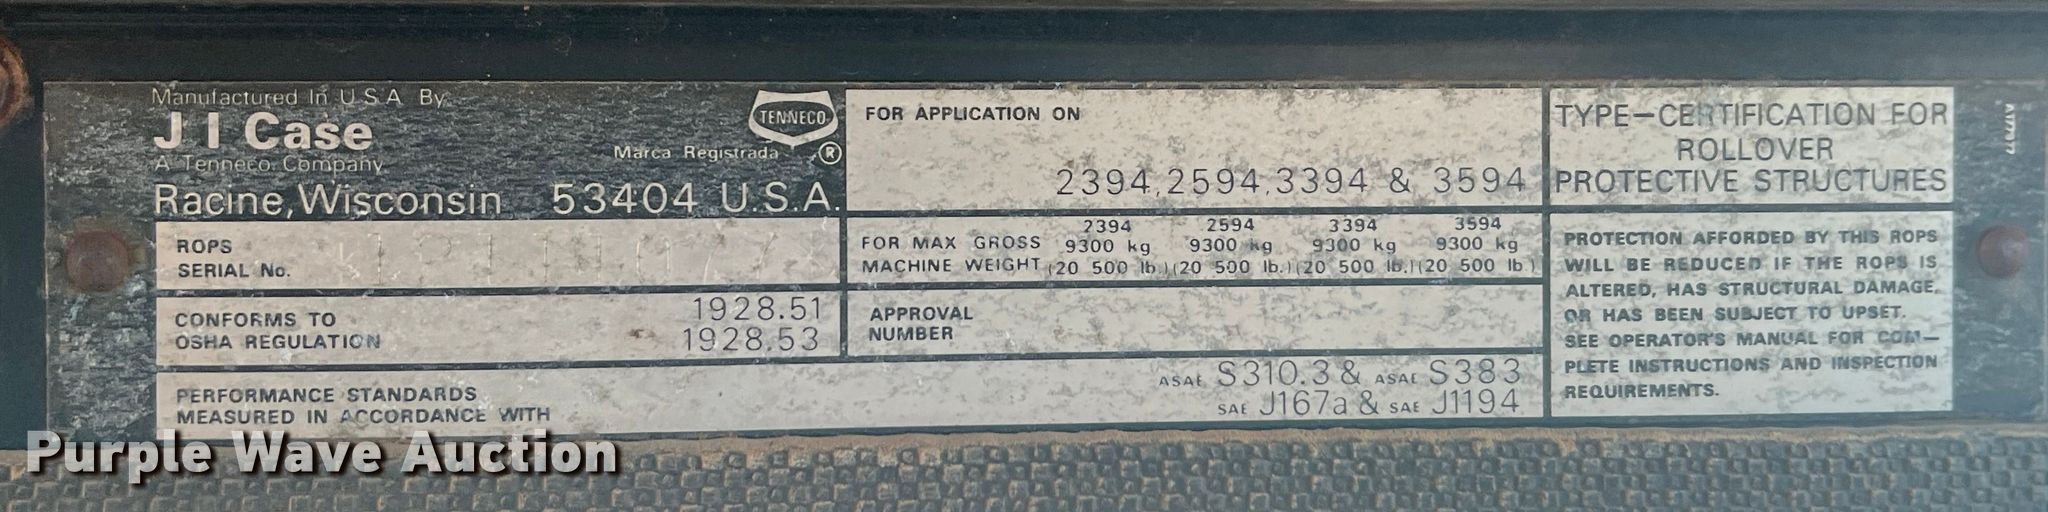 Manufactured In U S A By
J I Case
A Tenneco Company
TENNECO
Marca Registrada ®
Racine, Wisconsin 53404 U.S.A.
ROPS
SERIAL No.
CONFORMS TO
OSHA REGULATION
1928.51
1928.53
PERFORMANCE STANDARDS
MEASURED IN ACCORDANCE WITH
ASAE S310.3 & ASAE S383
SAE J167a & SAE J1194
FOR APPLICATION ON
2394, 2594, 3394 & 3594
2394 2594 3394 3594
FOR MAX GROSS 9300 kg 9300 kg 9300 kg 9300 kg
MACHINE WEIGHT (20 500 lb.) (20 500 lb.) (20 500 lb.) (20 500 lb.)
APPROVAL
NUMBER
TYPE-CERTIFICATION FOR
ROLLOVER
PROTECTIVE STRUCTURES
PROTECTION AFFORDED BY THIS ROPS
WILL BE REDUCED IF THE ROPS IS
ALTERED, HAS STRUCTURAL DAMAGE,
OR HAS BEEN SUBJECT TO UPSET.
SEE OPERATOR'S MANUAL FOR COM-
PLETE INSTRUCTIONS AND INSPECTION
REQUIREMENTS.
Purple Wave Auction